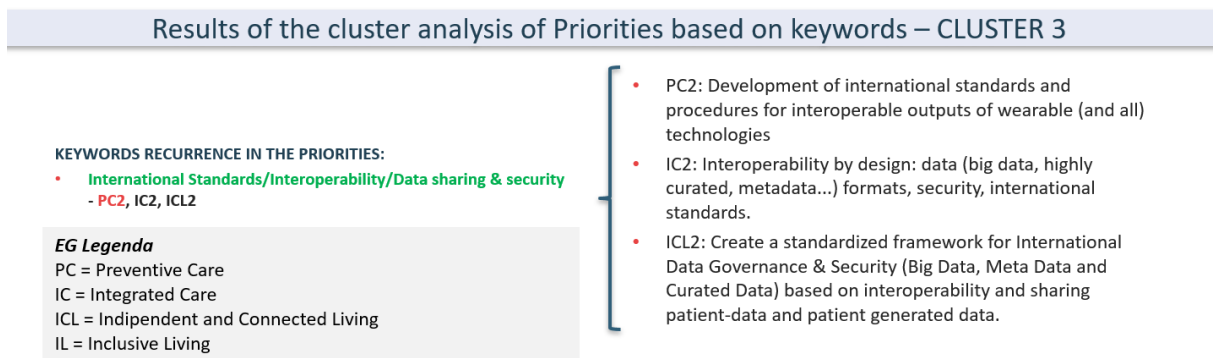 Results of the cluster analysis of Priorities based on keywords – CLUSTER 3
KEYWORDS RECURRENCE IN THE PRIORITIES:
• International Standards/Interoperability/Data sharing & security
- PC2, IC2, ICL2
EG Legenda
PC = Preventive Care
IC = Integrated Care
ICL = Indipendent and Connected Living
IL = Inclusive Living
• PC2: Development of international standards and
procedures for interoperable outputs of wearable (and all)
technologies
• IC2: Interoperability by design: data (big data, highly
curated, metadata...) formats, security, international
standards.
• ICL2: Create a standardized framework for International
Data Governance & Security (Big Data, Meta Data and
Curated Data) based on interoperability and sharing
patient-data and patient generated data.